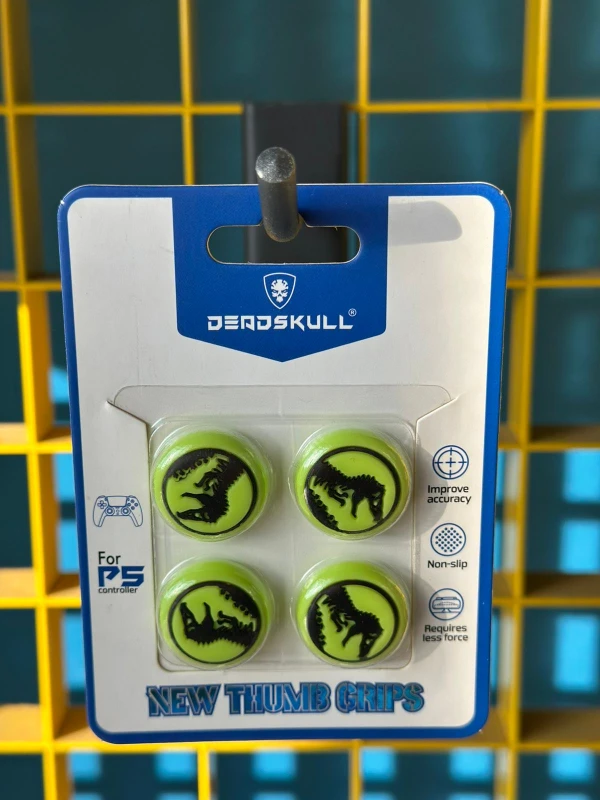 DEADSKULL®
Improve
accuracy
For
P5
controller
Non-slip
Requires
less force
NEW THUMB GRIPS